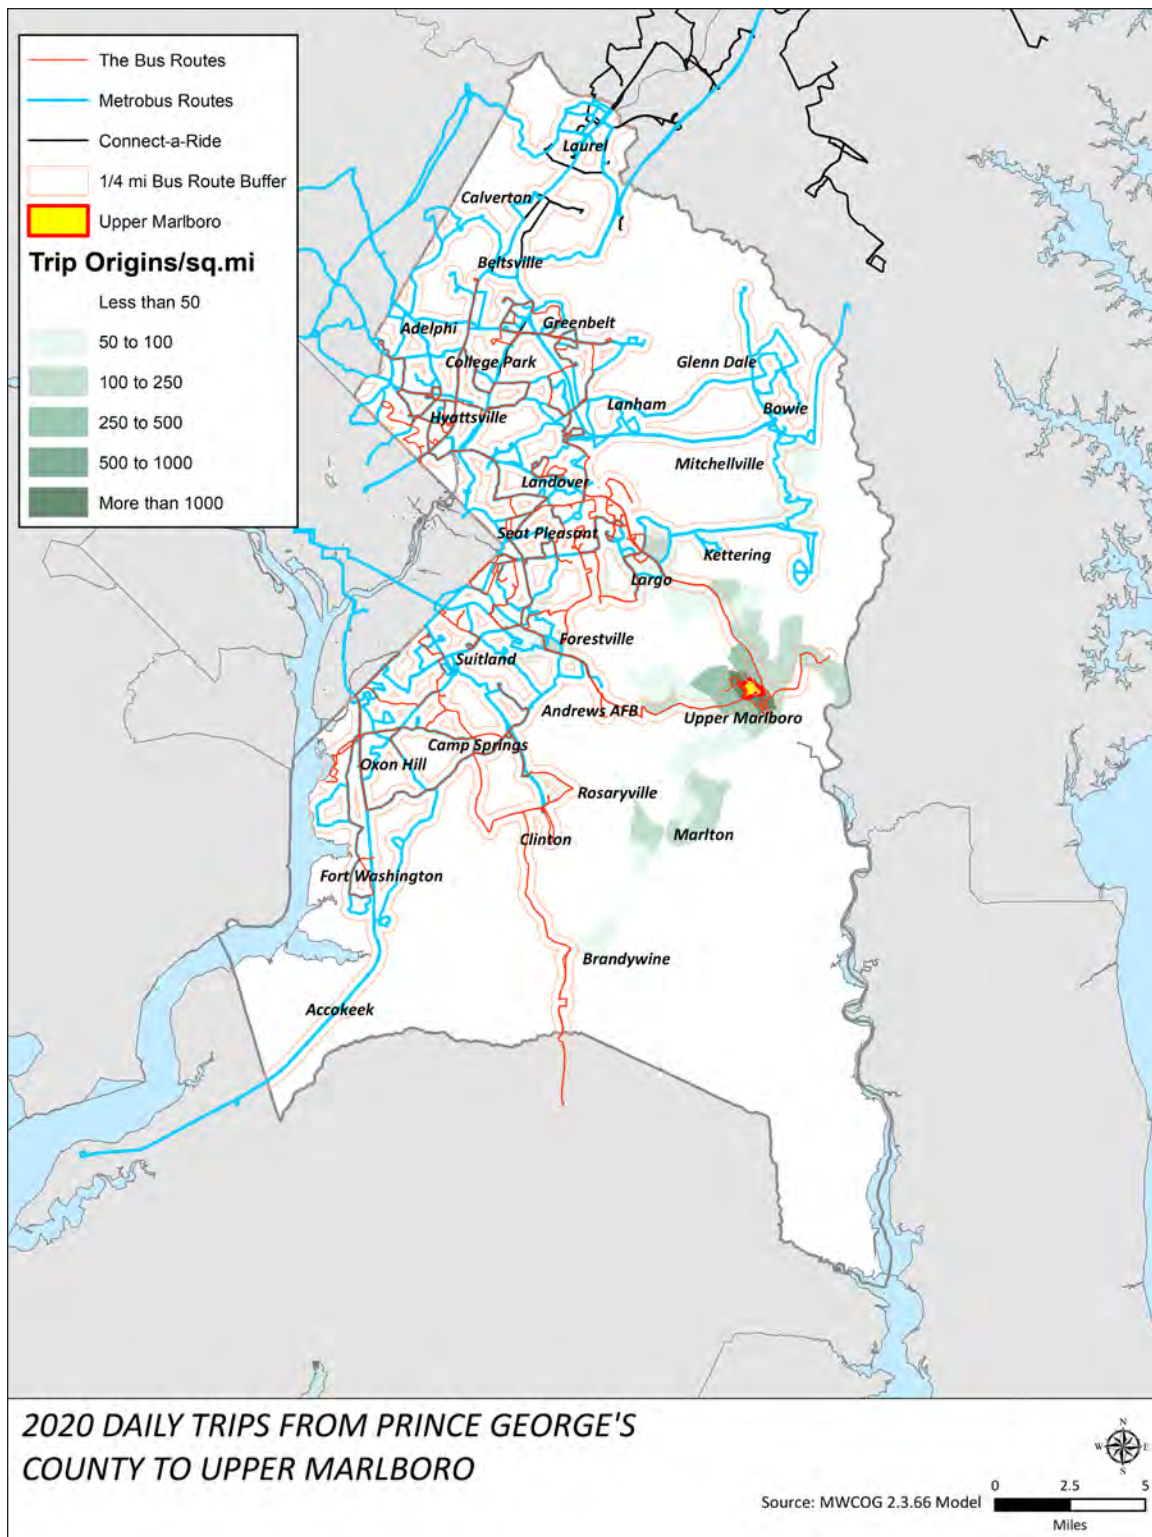 The Bus Routes
Metrobus Routes
Connect-a-Ride
1/4 mi Bus Route Buffer
Upper Marlboro
Trip Origins/sq.mi
Less than 50
50 to 100
100 to 250
250 to 500
500 to 1000
More than 1000
Laurel
Calverton
Beltsville
Adelphi
Greenbelt
College Park
Glenn Dale
Hyattsville
Lanham
Bowie
Mitchellville
Landover
Seat Pleasant
Kettering
Largo
Forestville
Suitland
Andrews AFB
Upper Marlboro
Camp Springs
Oxon Hill
Rosaryville
Clinton
Marlton
Fort Washington
Brandywine
Accokeek
2020 DAILY TRIPS FROM PRINCE GEORGE'S
COUNTY TO UPPER MARLBORO
N
W E
S
Source: MWCOG 2.3.66 Model
0 2.5 5
Miles